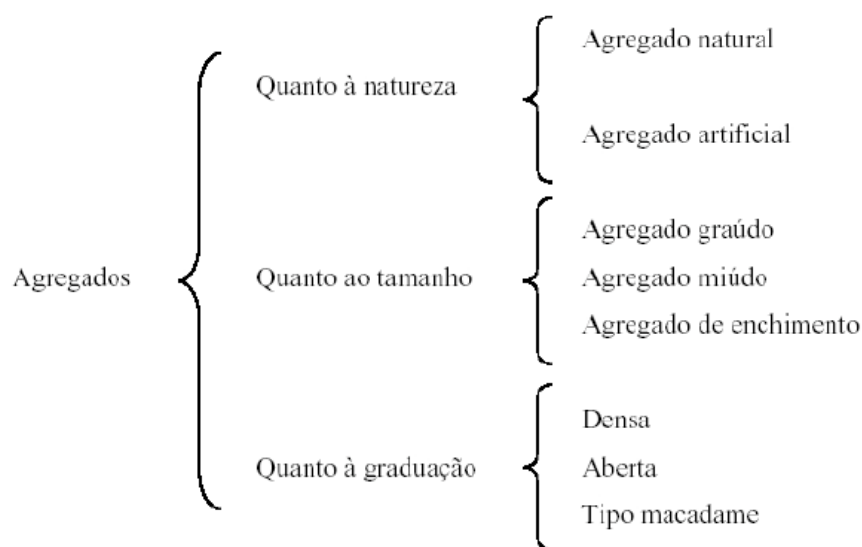 Agregados
Quanto à natureza
Agregado natural
Agregado artificial
Quanto ao tamanho
Agregado graúdo
Agregado miúdo
Agregado de enchimento
Quanto à graduação
Densa
Aberta
Tipo macadame